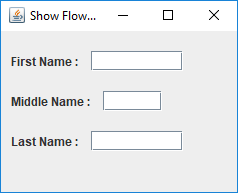 Show Flow...
First Name :
Middle Name :
Last Name :